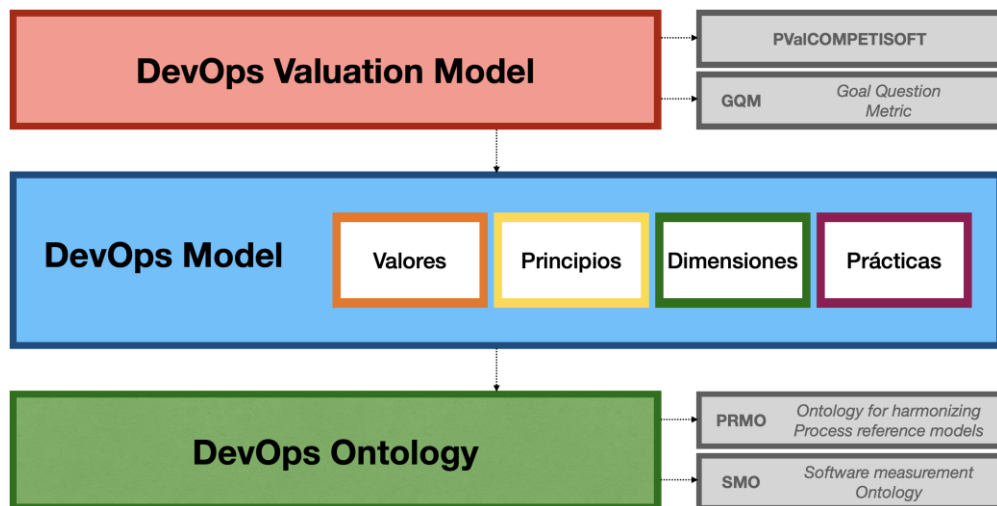 DevOps Valuation Model
PValCOMPETISOFT
GQM
Goal Question
Metric
DevOps Model
Valores
Principios
Dimensiones
Prácticas
DevOps Ontology
PRMO
Ontology for harmonizing
Process reference models
SMO
Software measurement
Ontology